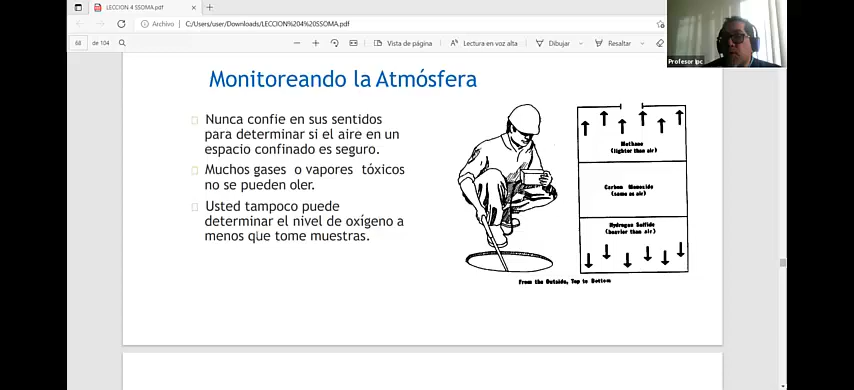 LECCION 4 SSOMA.pdf
Archivo
C:/Users/user/Downloads/LECCION%204%20SSOMA.pdf
68 de 104
Vista de página
Lectura en voz alta
Dibujar
Resaltar
Profesor Ipc
Monitoreando la Atmósfera
Nunca confie en sus sentidos
para determinar si el aire en un
espacio confinado es seguro.
Muchos gases o vapores tóxicos
no se pueden oler.
Usted tampoco puede
determinar el nivel de oxígeno a
menos que tome muestras.
Methane
(lighter than air)
Carbon Monoxide
(same as air)
Hydrogen Sulfide
(heavier than air)
From the Outside, Top to Bottom